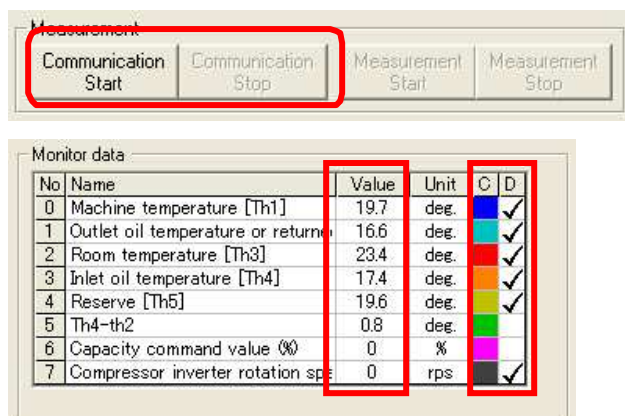 Measurement
Communication Start
Communication Stop
Measurement Start
Measurement Stop
Monitor data
No Name Value Unit C D
0 Machine temperature [Th1] 19.7 deg.
1 Outlet oil temperature or returne 16.6 deg.
2 Room temperature [Th3] 23.4 deg.
3 Inlet oil temperature [Th4] 17.4 deg.
4 Reserve [Th5] 19.6 deg.
5 Th4-th2 0.8 deg.
6 Capacity command value (%) 0 %
7 Compressor inverter rotation spe 0 rps